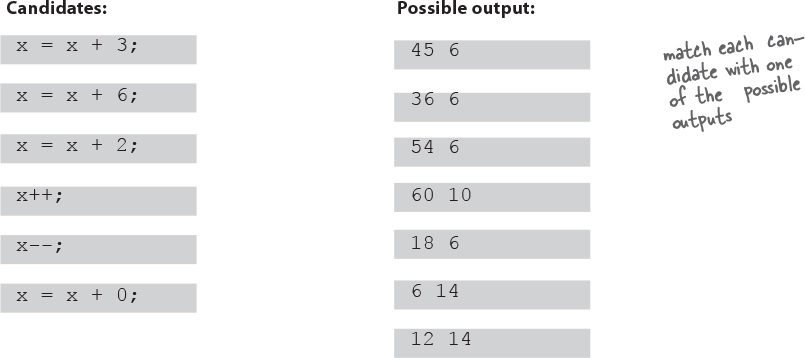 Candidates:
x = x + 3;
x = x + 6;
x = x + 2;
x++;
x--;
x = x + 0;
Possible output:
45 6
36 6
54 6
60 10
18 6
6 14
12 14
match each can-
didate with one
of the possible
outputs